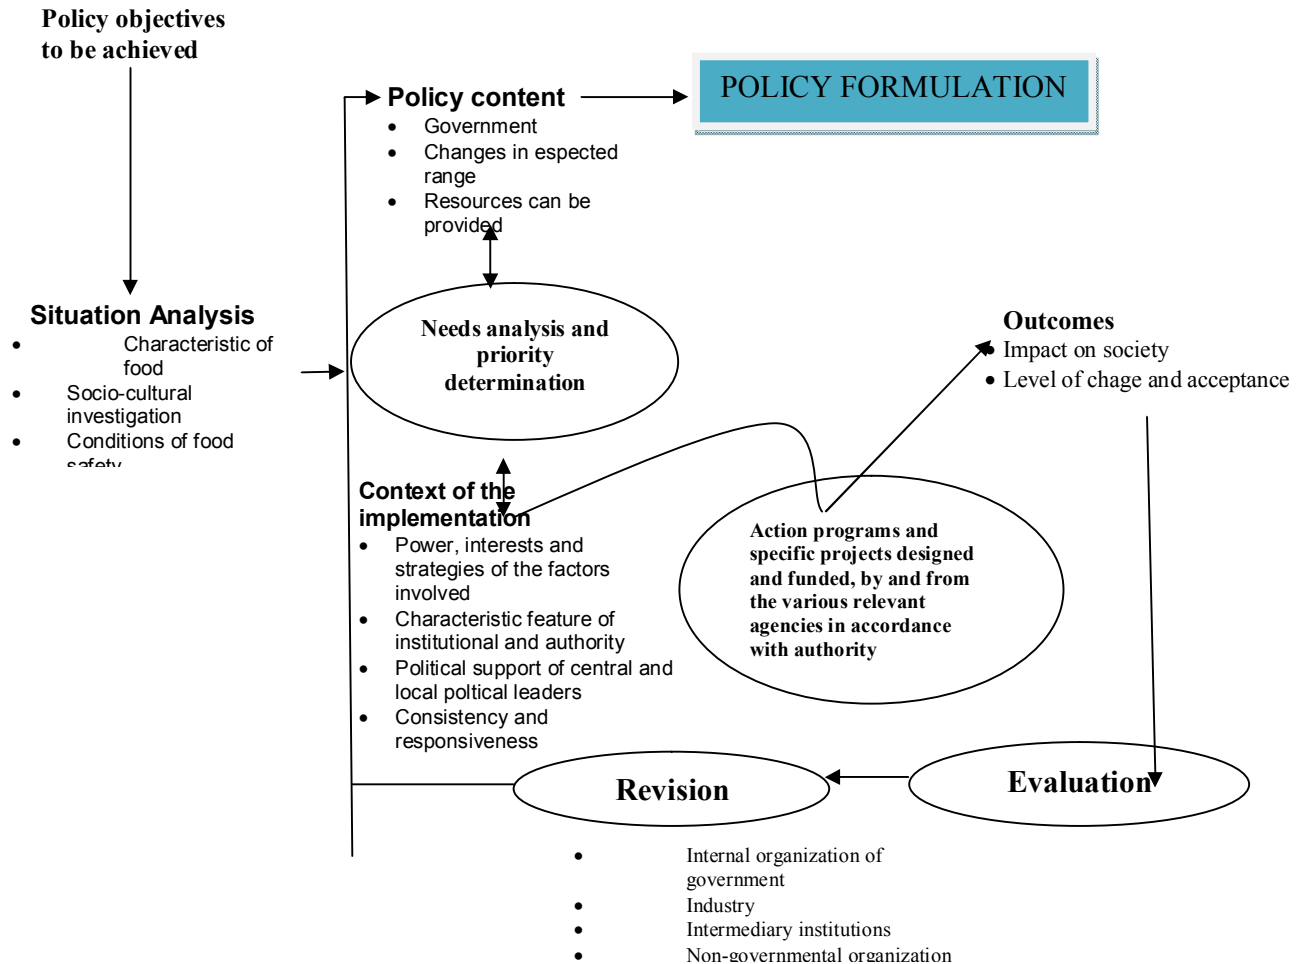 Policy objectives
to be achieved
POLICY FORMULATION
Policy content
• Government
• Changes in espected
range
• Resources can be
provided
Situation Analysis
• Characteristic of
food
• Socio-cultural
investigation
• Conditions of food
safety
Needs analysis and
priority
determination
Outcomes
• Impact on society
• Level of chage and acceptance
Context of the
implementation
• Power, interests and
strategies of the factors
involved
• Characteristic feature of
institutional and authority
• Political support of central and
local poltical leaders
• Consistency and
responsiveness
Action programs and
specific projects designed
and funded, by and from
the various relevant
agencies in accordance
with authority
Revision
Evaluation
• Internal organization of
government
• Industry
• Intermediary institutions
• Non-governmental organization